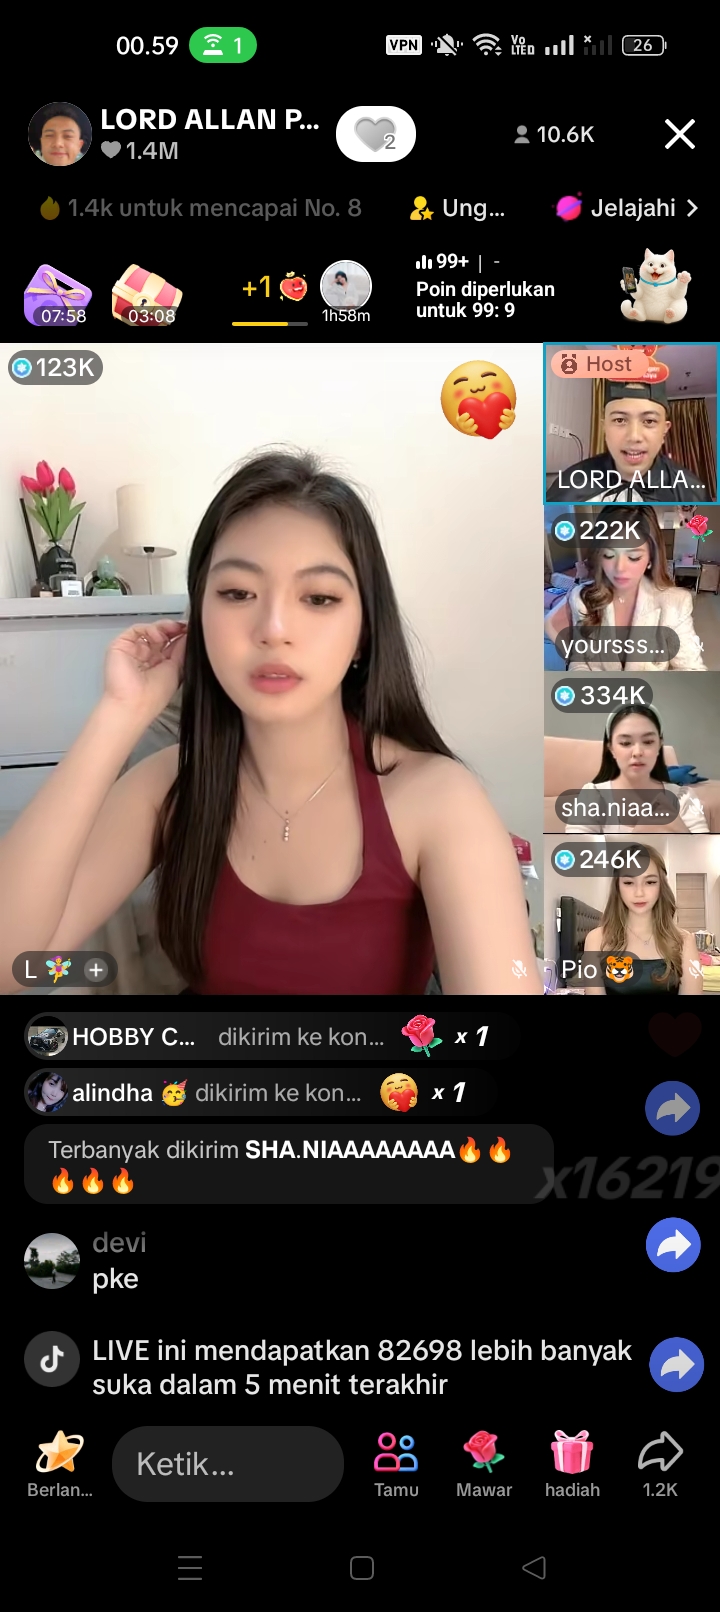 00.59
1
VPN
Vo
LTED
26
LORD ALLAN P...
1.4M
2
10.6K
1.4k untuk mencapai No. 8
Ung...
Jelajahi
07:58
03:08
+1
1h58m
99+ | -
Poin diperlukan
untuk 99: 9
123K
Host
LORD ALLA...
222K
yoursss...
334K
sha.niaa...
246K
Pio 🐯
L 🧚 +
HOBBY C... dikirim ke kon... x 1
alindha 🥳 dikirim ke kon... x 1
Terbanyak dikirim SHA.NIAAAAAAAA🔥🔥
🔥🔥🔥
x16219
devi
pke
LIVE ini mendapatkan 82698 lebih banyak
suka dalam 5 menit terakhir
Berlan...
Ketik...
Tamu
Mawar
hadiah
1.2K